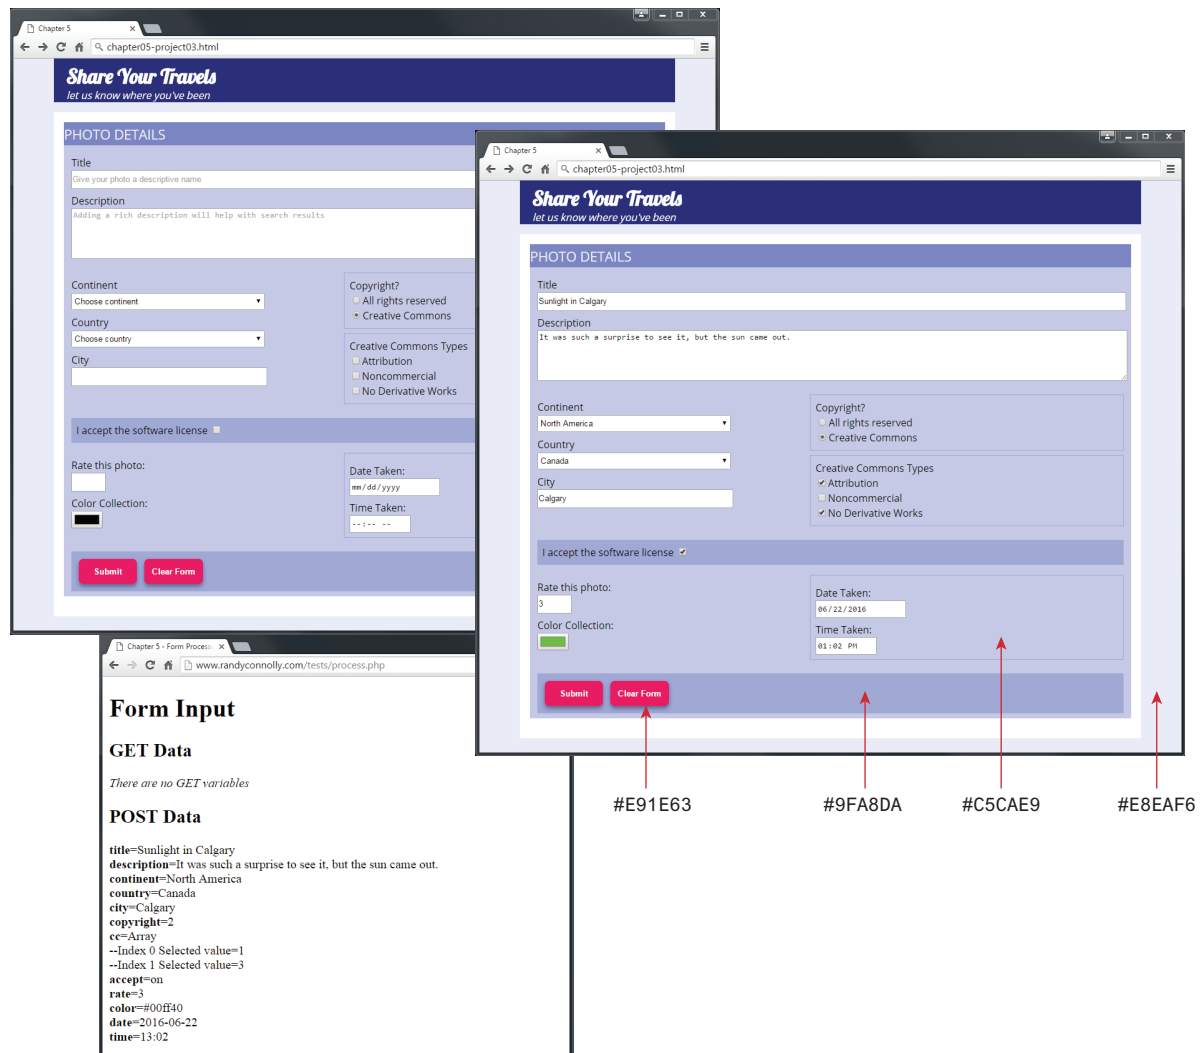 Chapter 5
chapter05-project03.html
Share Your Travels
let us know where you've been
PHOTO DETAILS
Title
Give your photo a descriptive name
Description
Adding a rich description will help with search results
Continent
Choose continent
Country
Choose country
City
Copyright?
All rights reserved
Creative Commons
Creative Commons Types
Attribution
Noncommercial
No Derivative Works
I accept the software license
Rate this photo:
Color Collection:
Date Taken:
mm/dd/yyyy
Time Taken:
--:-- --
Submit Clear Form
Chapter 5
chapter05-project03.html
Share Your Travels
let us know where you've been
PHOTO DETAILS
Title
Sunlight in Calgary
Description
It was such a surprise to see it, but the sun came out.
Continent
North America
Country
Canada
City
Calgary
Copyright?
All rights reserved
Creative Commons
Creative Commons Types
Attribution
Noncommercial
No Derivative Works
I accept the software license
Rate this photo:
3
Color Collection:
Date Taken:
06/22/2016
Time Taken:
01:02 PM
Submit Clear Form
#E91E63 #9FA8DA #C5CAE9 #E8EAF6
Chapter 5 - Form Process
www.randyconnolly.com/tests/process.php
Form Input
GET Data
There are no GET variables
POST Data
title=Sunlight in Calgary
description=It was such a surprise to see it, but the sun came out.
continent=North America
country=Canada
city=Calgary
copyright=2
cc=Array
--Index 0 Selected value=1
--Index 1 Selected value=3
accept=on
rate=3
color=#00ff40
date=2016-06-22
time=13:02